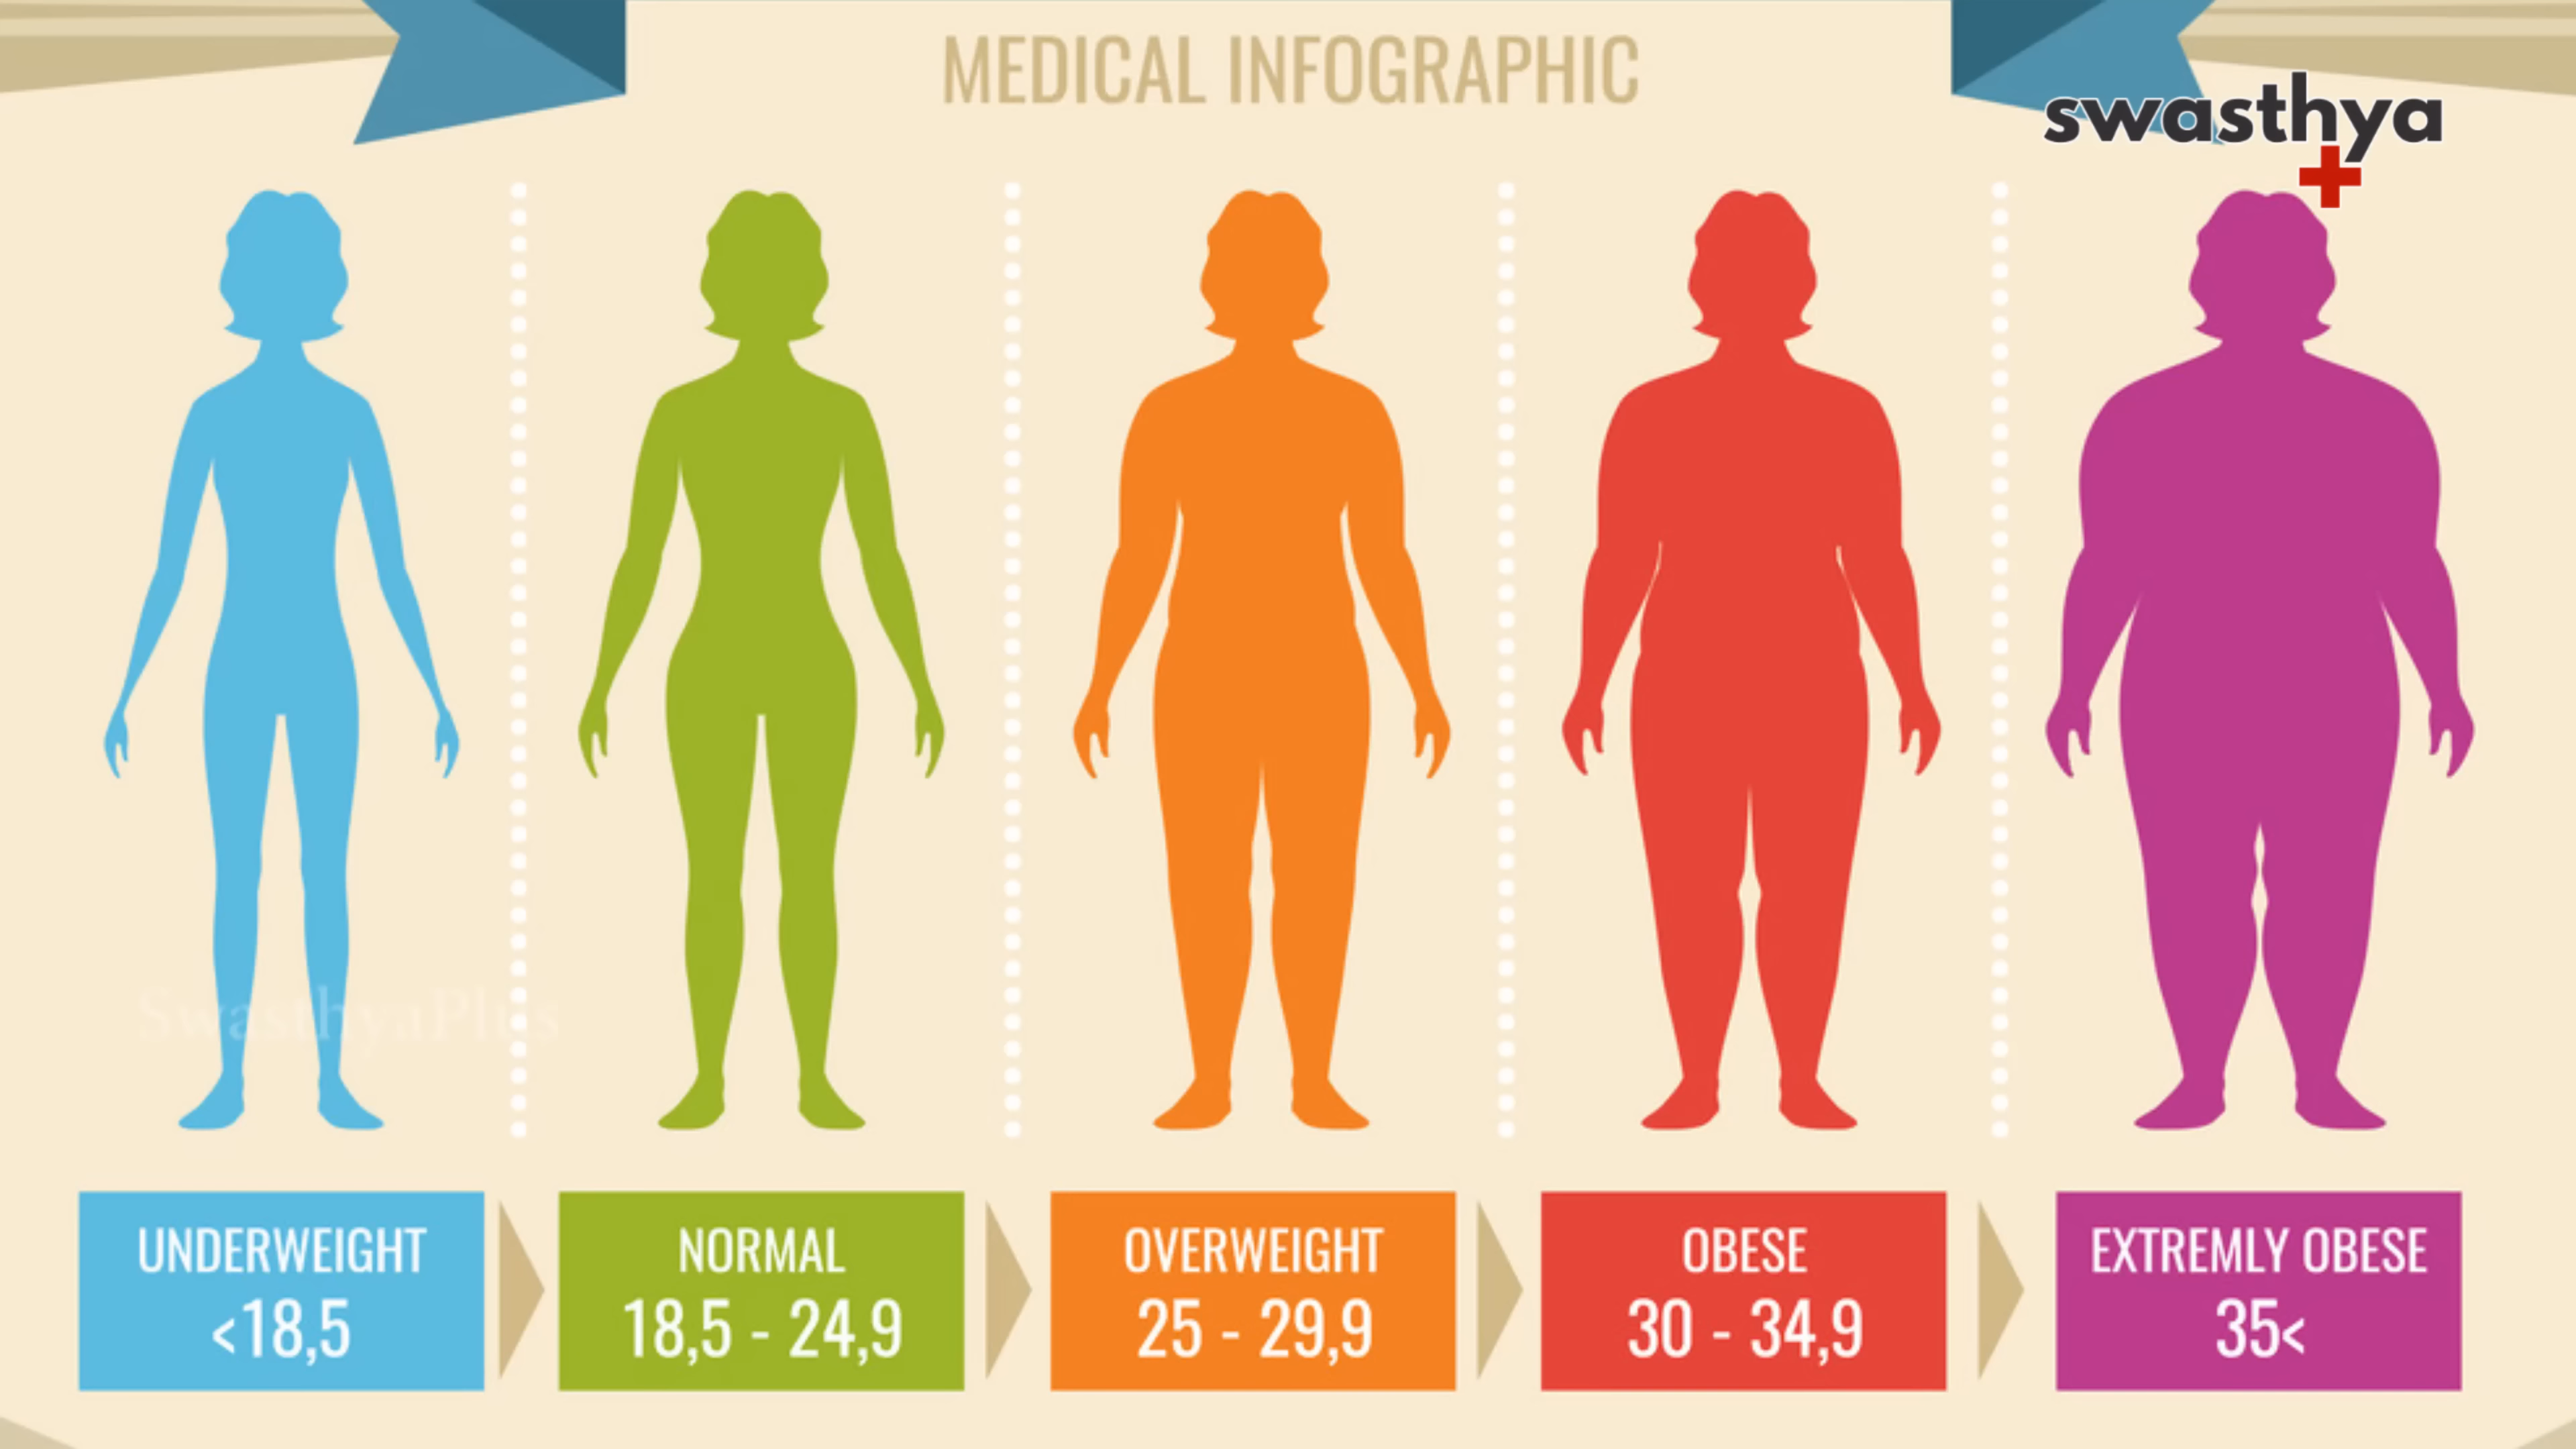 MEDICAL INFOGRAPHIC
swasthya
SwasthyaPlus
UNDERWEIGHT
<18,5
NORMAL
18,5 - 24,9
OVERWEIGHT
25 - 29,9
OBESE
30 - 34,9
EXTREMLY OBESE
35<